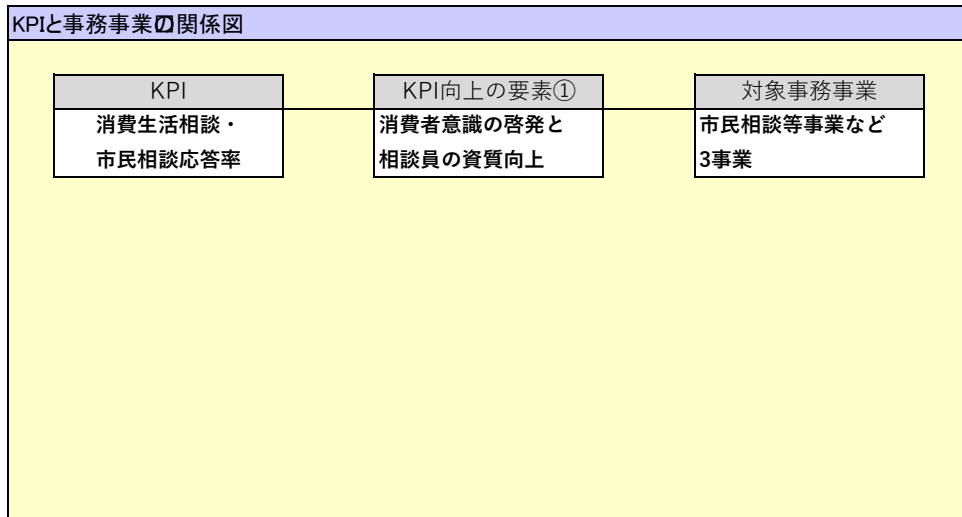 KPIと事務事業の関係図
KPI
消費生活相談・
市民相談応答率
KPI向上の要素①
消費者意識の啓発と
相談員の資質向上
対象事務事業
市民相談等事業など
3事業